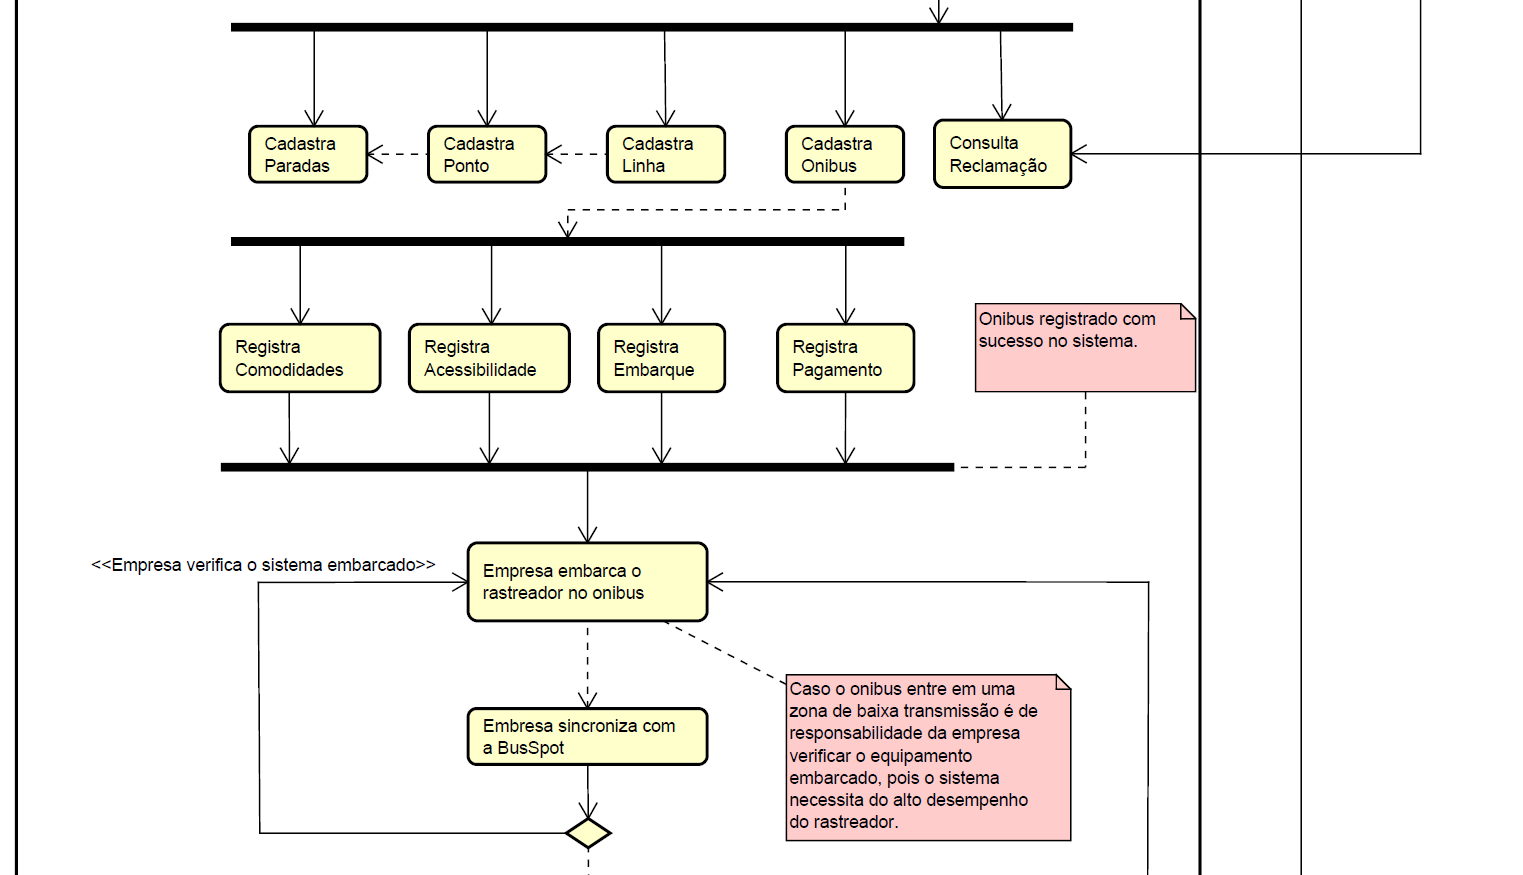 Cadastra
Paradas
Cadastra
Ponto
Cadastra
Linha
Cadastra
Onibus
Consulta
Reclamação
Registra
Comodidades
Registra
Acessibilidade
Registra
Embarque
Registra
Pagamento
Onibus registrado com
sucesso no sistema.
<<Empresa verifica o sistema embarcado>>
Empresa embarca o
rastreador no onibus
Embresa sincroniza com
a BusSpot
Caso o onibus entre em uma
zona de baixa transmissão é de
responsabilidade da empresa
verificar o equipamento
embarcado, pois o sistema
necessita do alto desempenho
do rastreador.